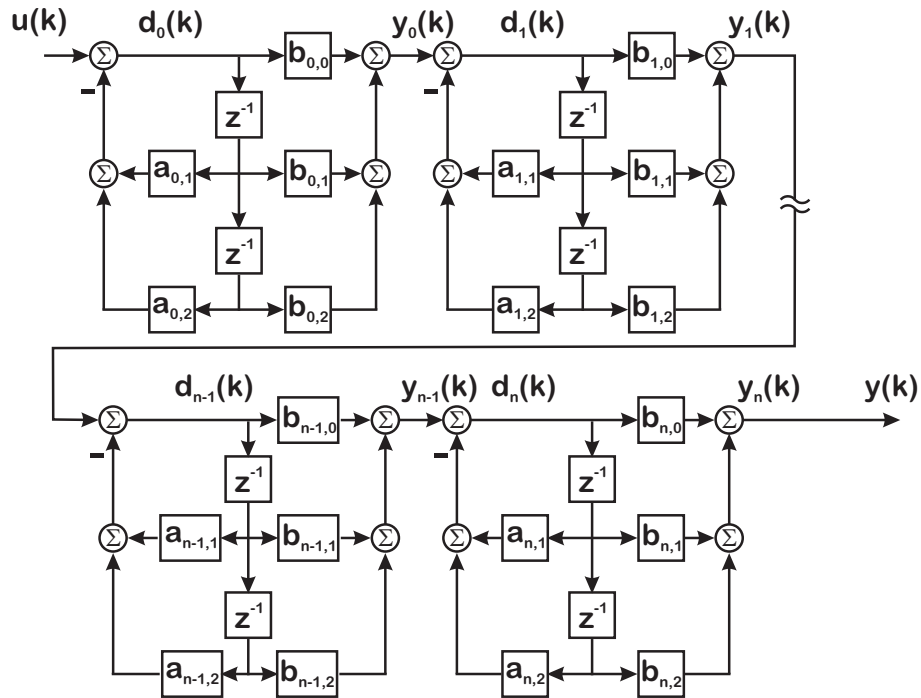 u(k) d₀(k) y₀(k) d₁(k) y₁(k)
Σ b₀,₀ Σ Σ b₁,₀ Σ
z⁻¹ z⁻¹
Σ a₀,₁ b₀,₁ Σ Σ a₁,₁ b₁,₁ Σ
z⁻¹ z⁻¹
a₀,₂ b₀,₂ a₁,₂ b₁,₂
dₙ₋₁(k) yₙ₋₁(k) dₙ(k) yₙ(k) y(k)
Σ bₙ₋₁,₀ Σ Σ bₙ,₀ Σ
z⁻¹ z⁻¹
Σ aₙ₋₁,₁ bₙ₋₁,₁ Σ Σ aₙ,₁ bₙ,₁ Σ
z⁻¹ z⁻¹
aₙ₋₁,₂ bₙ₋₁,₂ aₙ,₂ bₙ,₂